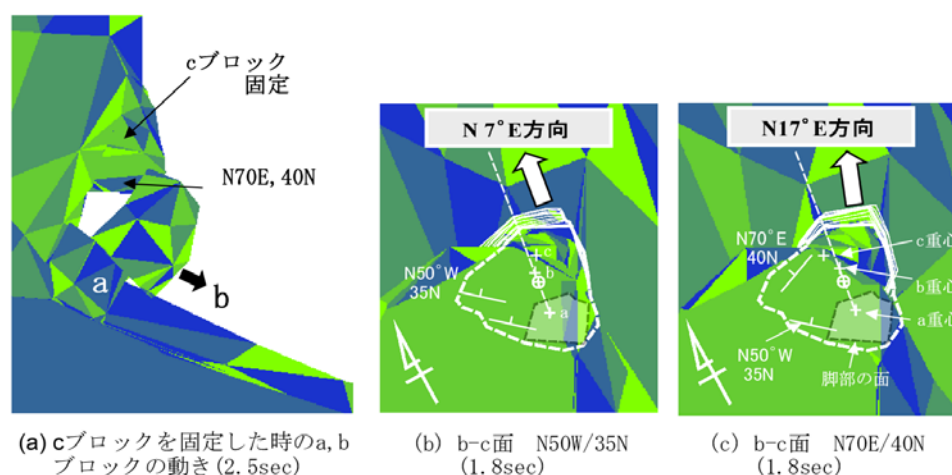 cブロック
固定
N70E, 40N
a
b
(a) cブロックを固定した時のa, b
ブロックの動き(2.5sec)
N 7°E方向
c
b
a
N50°W
35N
(b) b-c面 N50W/35N
(1.8sec)
N17°E方向
N70°E
40N
c重心
b重心
a重心
N50°W
35N
脚部の面
(c) b-c面 N70E/40N
(1.8sec)